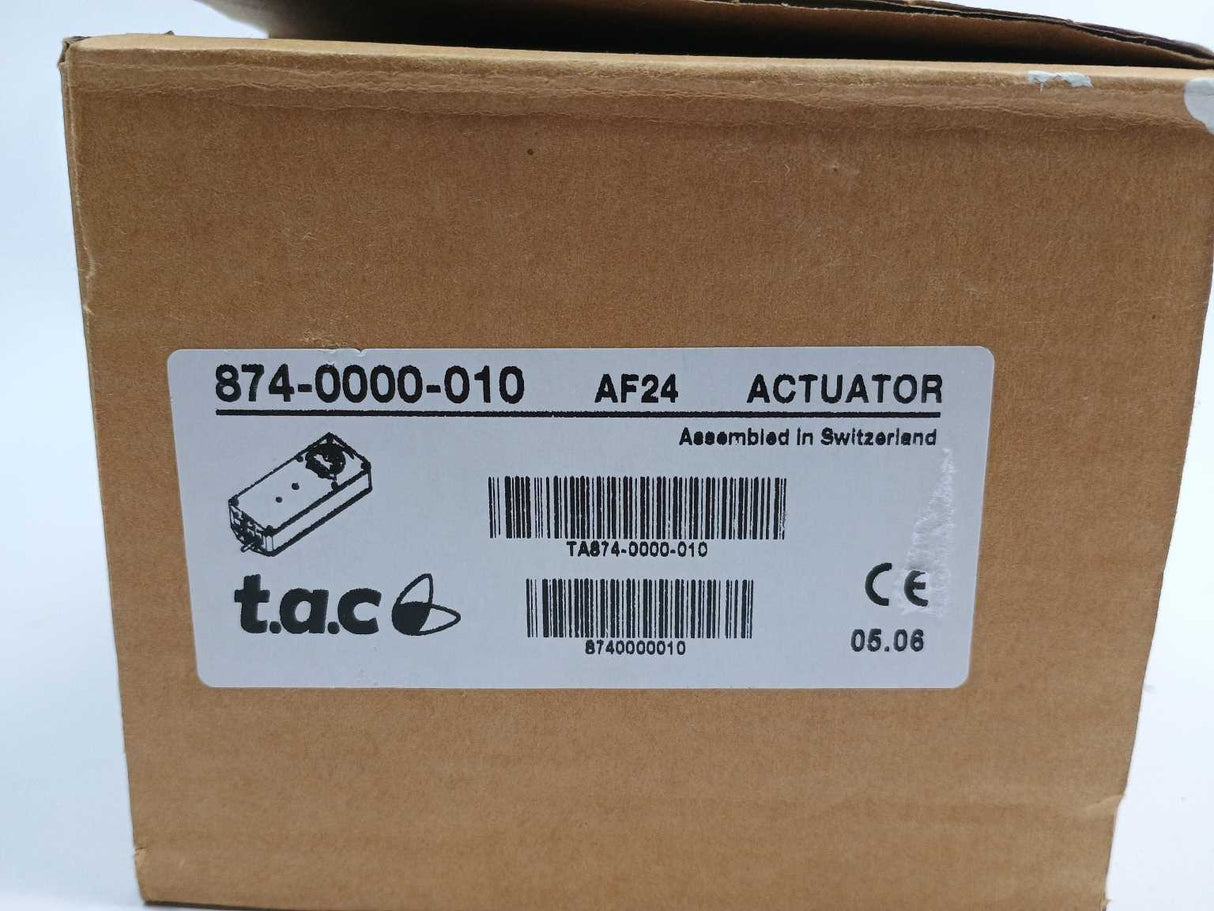 874-0000-010 AF24 ACTUATOR
Assembled in Switzerland
TA874-0000-010
t.a.c
8740000010
CE
05.06